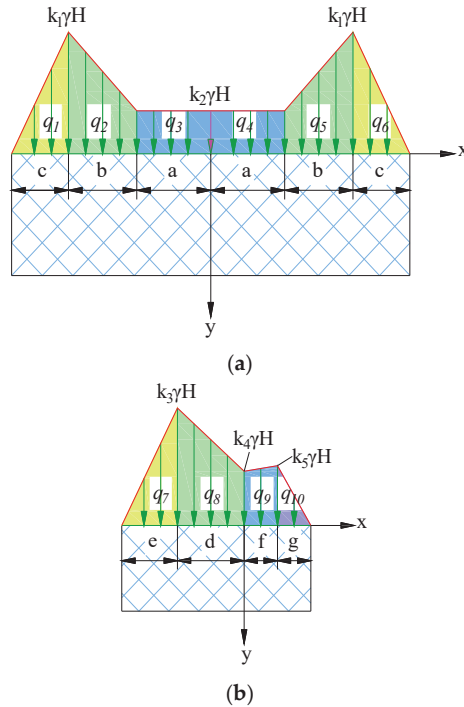 k₁γH k₁γH
k₂γH
q₁ q₂ q₃ q₄ q₅ q₆
x
c b a a b c
y
(a)
k₃γH
k₄γH
k₅γH
q₇ q₈ q₉ q₁₀
x
e d f g
y
(b)